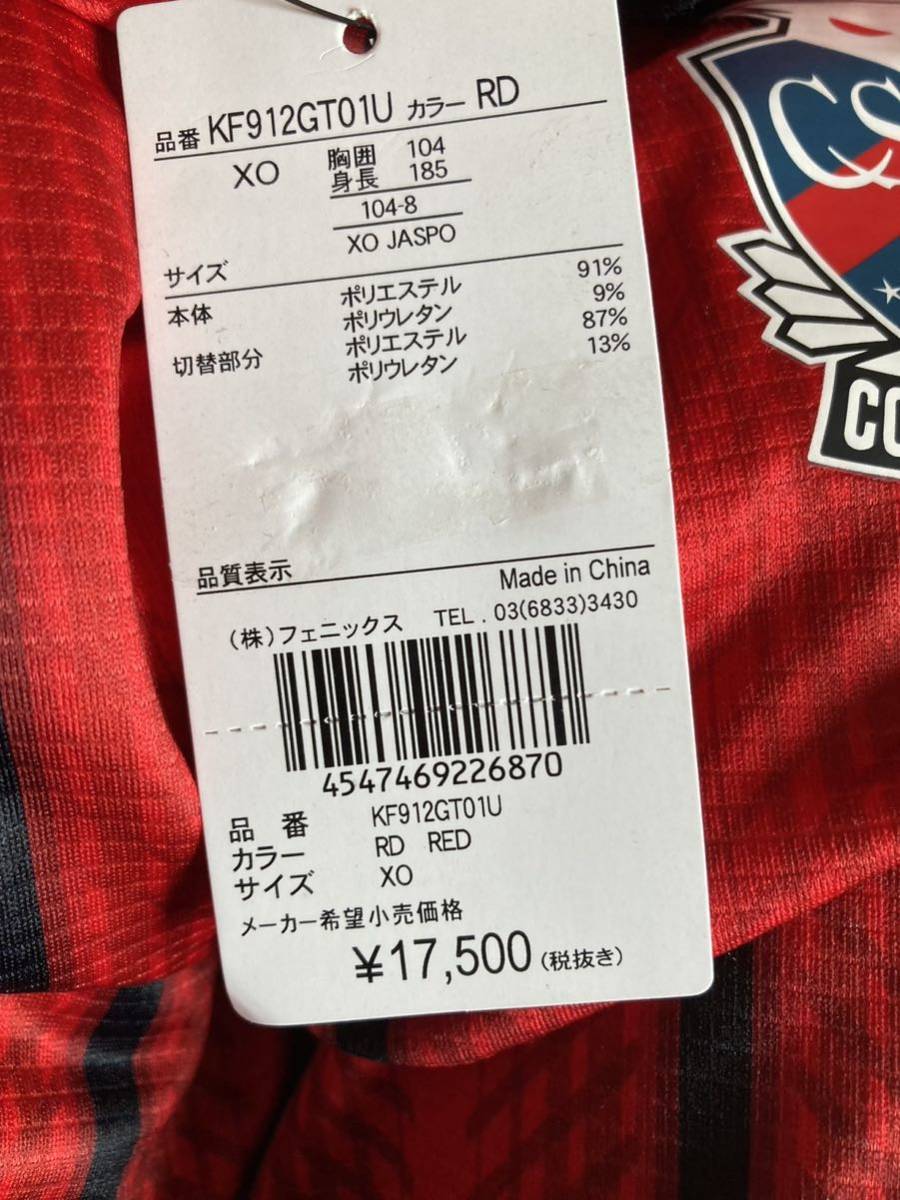 品番 KF912GT01U カラー RD
XO 胸囲 104
身長 185
104-8
XO JASPO
サイズ
本体 ポリエステル 91%
ポリウレタン 9%
切替部分 ポリエステル 87%
ポリウレタン 13%
品質表示
Made in China
(株)フェニックス TEL. 03(6833)3430
4547469226870
品番 KF912GT01U
カラー RD RED
サイズ XO
メーカー希望小売価格
¥17,500(税抜き)
CS
CO